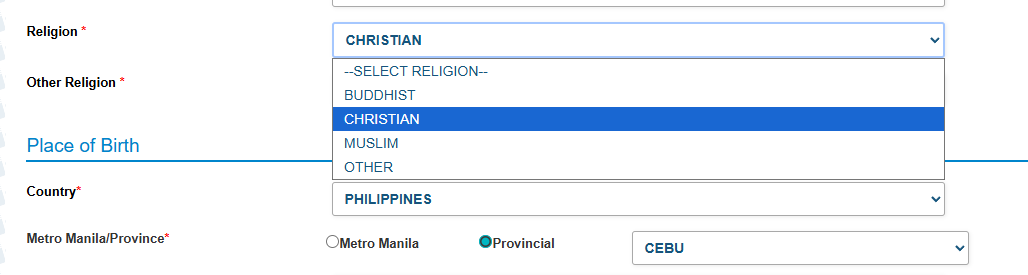 Religion *
CHRISTIAN
--SELECT RELIGION--
Other Religion *
BUDDHIST
CHRISTIAN
MUSLIM
OTHER
Place of Birth
Country*
PHILIPPINES
Metro Manila/Province*
Metro Manila
Provincial
CEBU